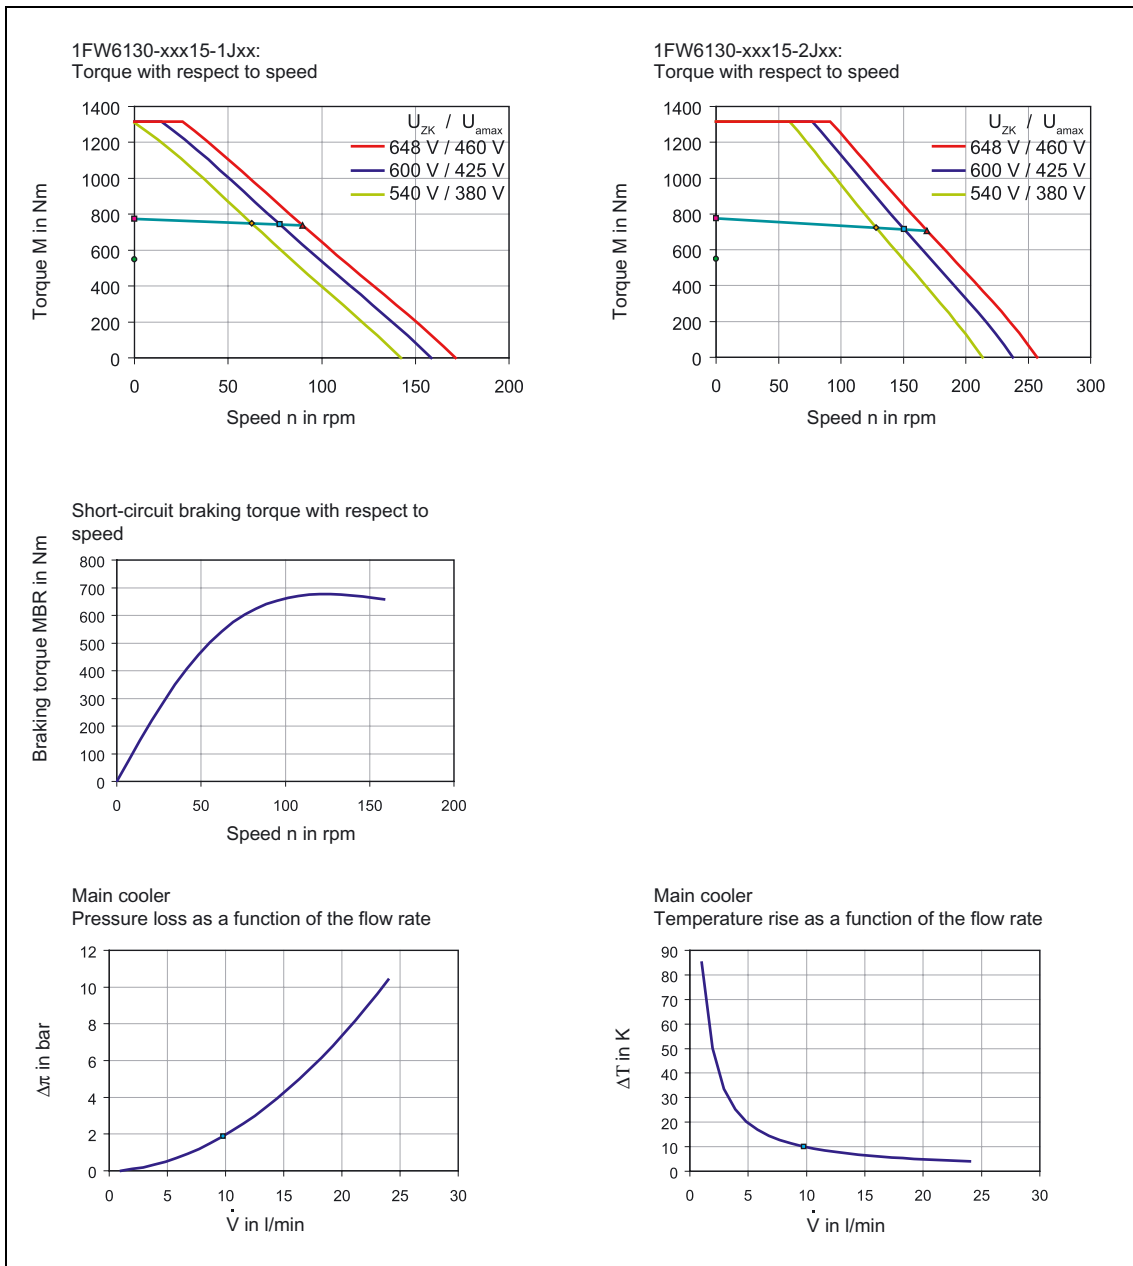 1FW6130-xxx15-1Jxx:
Torque with respect to speed
1400
1200
1000
800
600
400
200
0
Torque M in Nm
U_ZK / U_amax
648 V / 460 V
600 V / 425 V
540 V / 380 V
0 50 100 150 200
Speed n in rpm
1FW6130-xxx15-2Jxx:
Torque with respect to speed
1400
1200
1000
800
600
400
200
0
Torque M in Nm
U_ZK / U_amax
648 V / 460 V
600 V / 425 V
540 V / 380 V
0 50 100 150 200 250 300
Speed n in rpm
Short-circuit braking torque with respect to
speed
800
700
600
500
400
300
200
100
0
Braking torque MBR in Nm
0 50 100 150 200
Speed n in rpm
Main cooler
Pressure loss as a function of the flow rate
12
10
8
6
4
2
0
Δπ in bar
0 5 10 15 20 25 30
V̇ in l/min
Main cooler
Temperature rise as a function of the flow rate
90
80
70
60
50
40
30
20
10
0
ΔT in K
0 5 10 15 20 25 30
V̇ in l/min